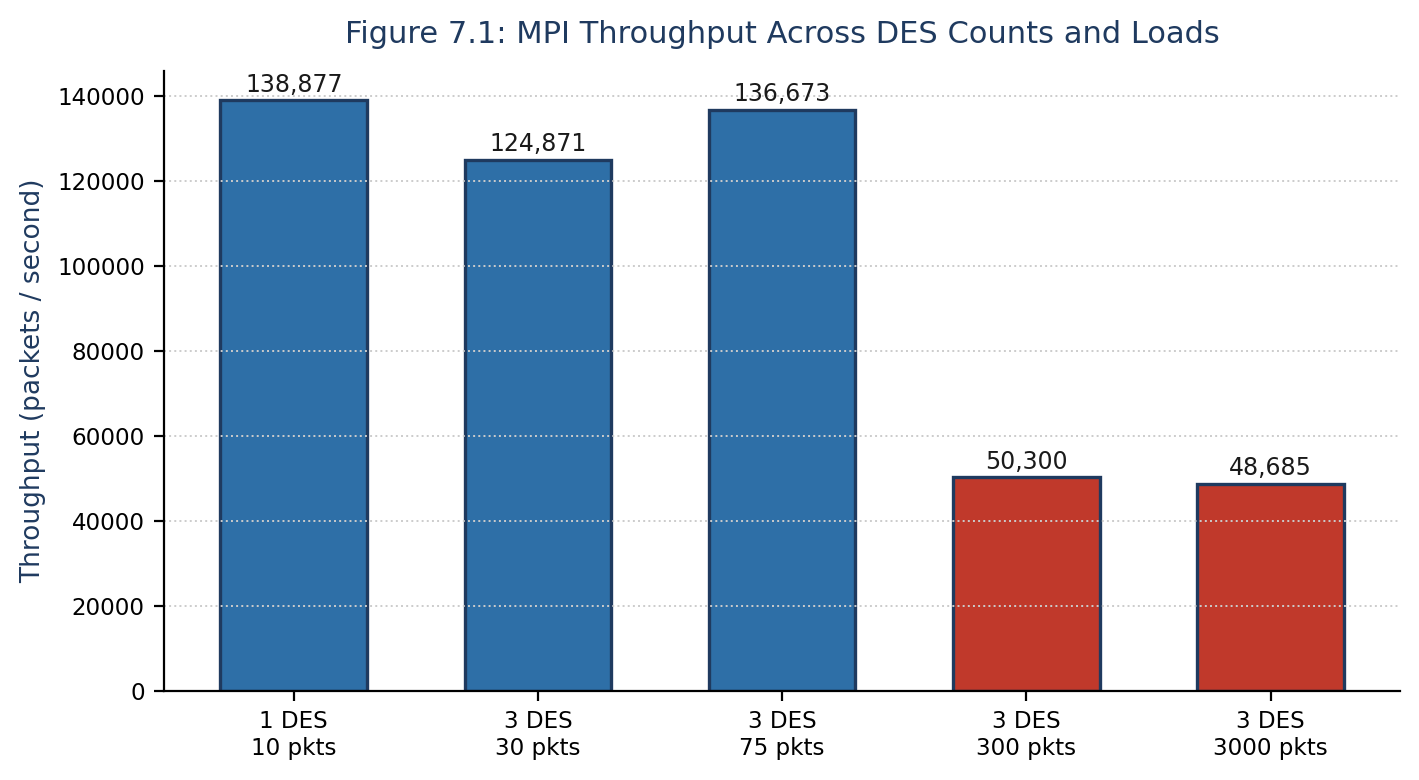 Figure 7.1: MPI Throughput Across DES Counts and Loads
Throughput (packets / second)
140000
120000
100000
80000
60000
40000
20000
0
138,877
124,871
136,673
50,300
48,685
1 DES
10 pkts
3 DES
30 pkts
3 DES
75 pkts
3 DES
300 pkts
3 DES
3000 pkts